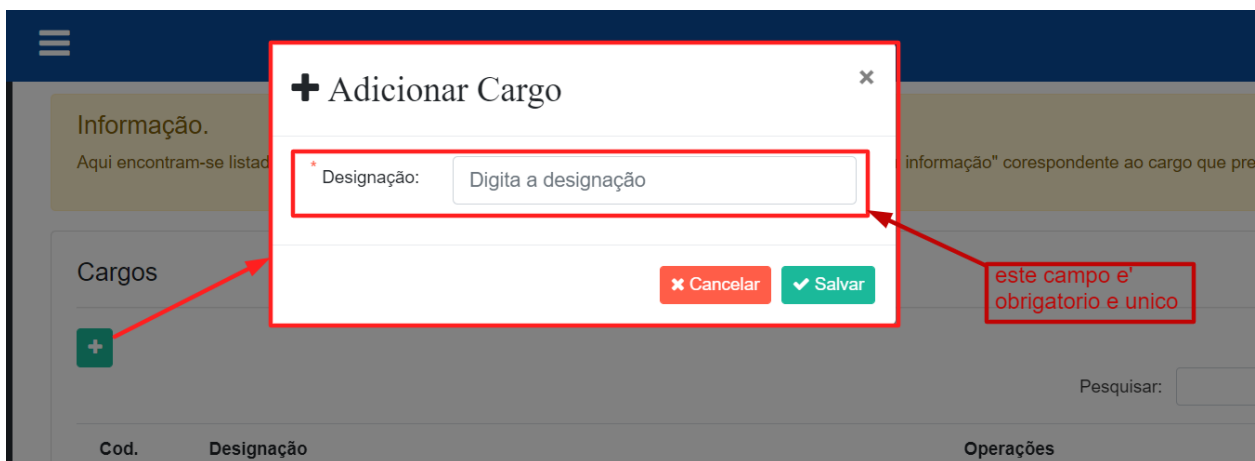 Adicionar Cargo
Informação.
Aqui encontram-se listad
informação" corespondente ao cargo que pre
* Designação: Digita a designação
Cargos
Cancelar Salvar
este campo e'
obrigatorio e unico
Pesquisar:
Cod. Designação Operações